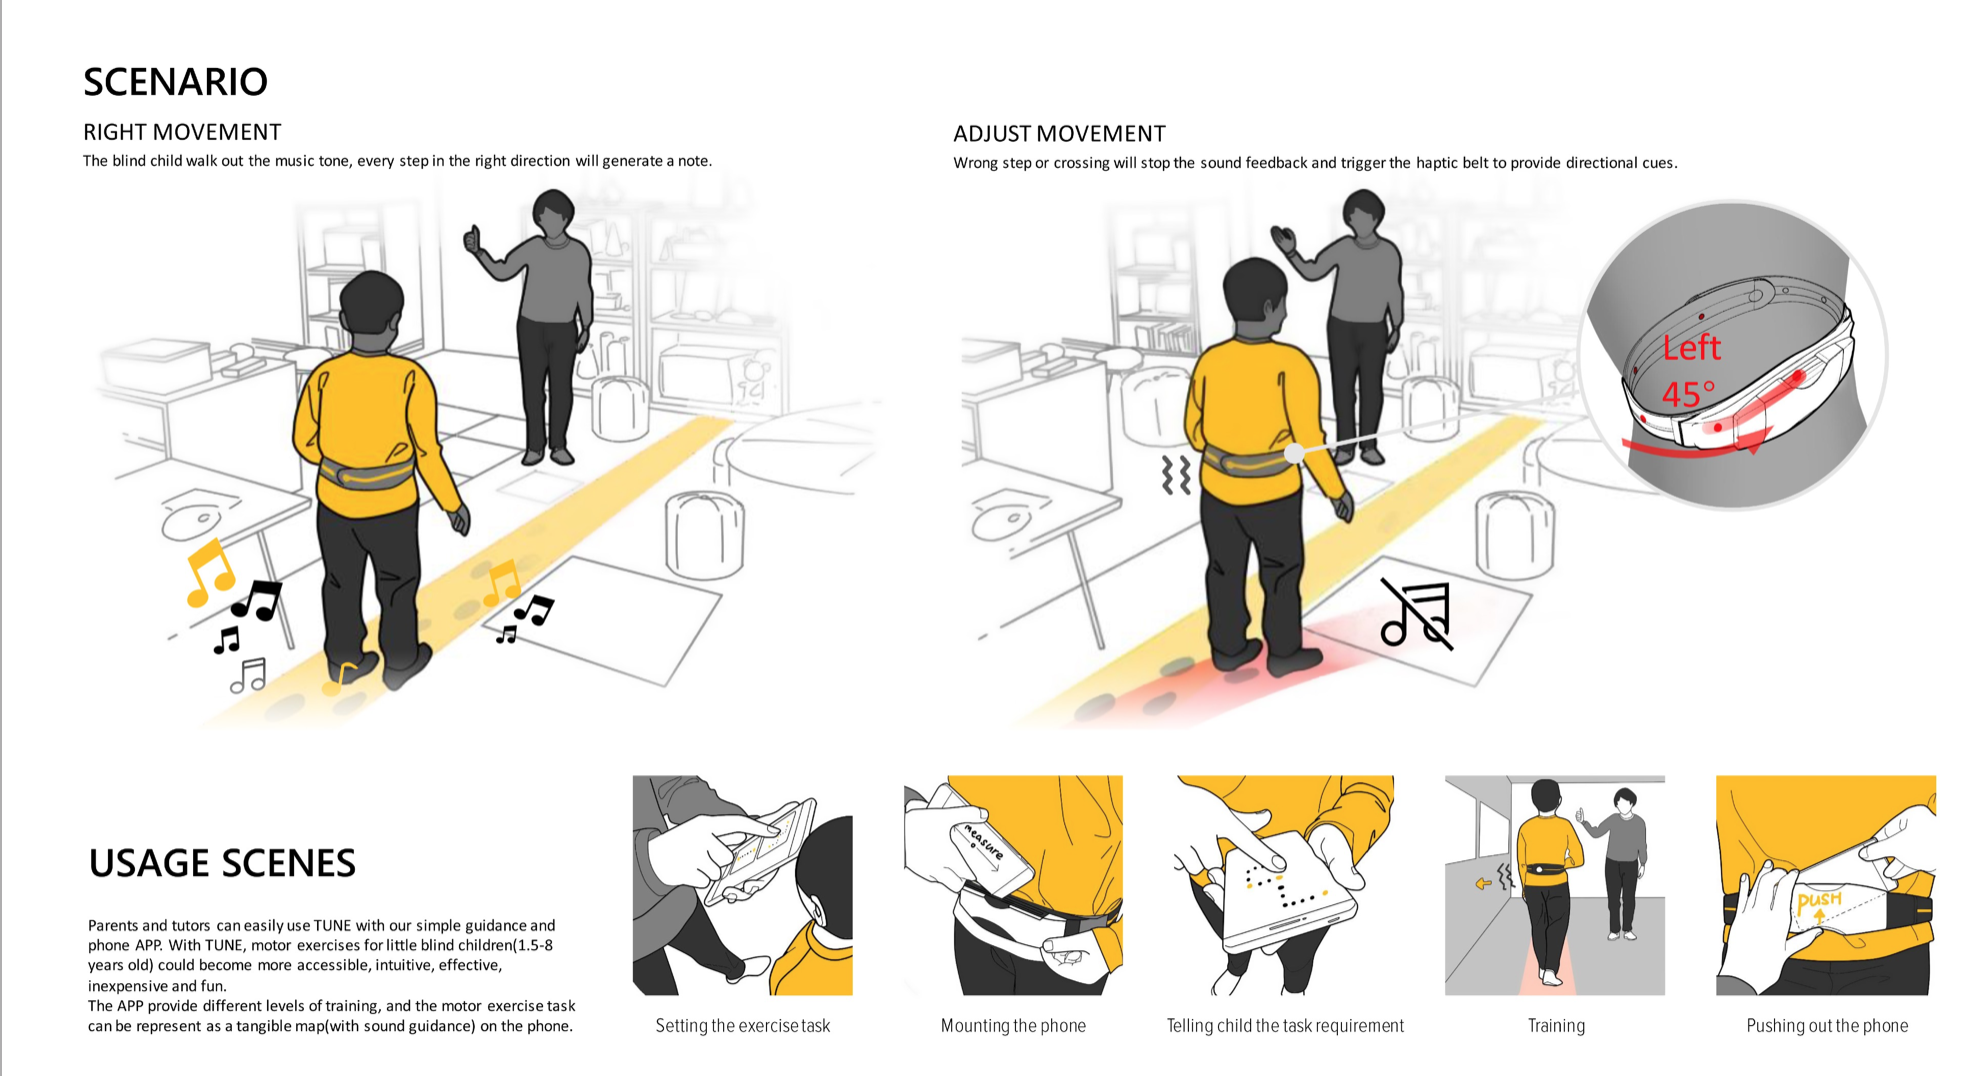 SCENARIO
RIGHT MOVEMENT
The blind child walk out the music tone, every step in the right direction will generate a note.
ADJUST MOVEMENT
Wrong step or crossing will stop the sound feedback and trigger the haptic belt to provide directional cues.
Left
45°
USAGE SCENES
Parents and tutors can easily use TUNE with our simple guidance and
phone APP. With TUNE, motor exercises for little blind children(1.5-8
years old) could become more accessible, intuitive, effective,
inexpensive and fun.
The APP provide different levels of training, and the motor exercise task
can be represent as a tangible map(with sound guidance) on the phone.
measure
PUSH
Setting the exercise task
Mounting the phone
Telling child the task requirement
Training
Pushing out the phone